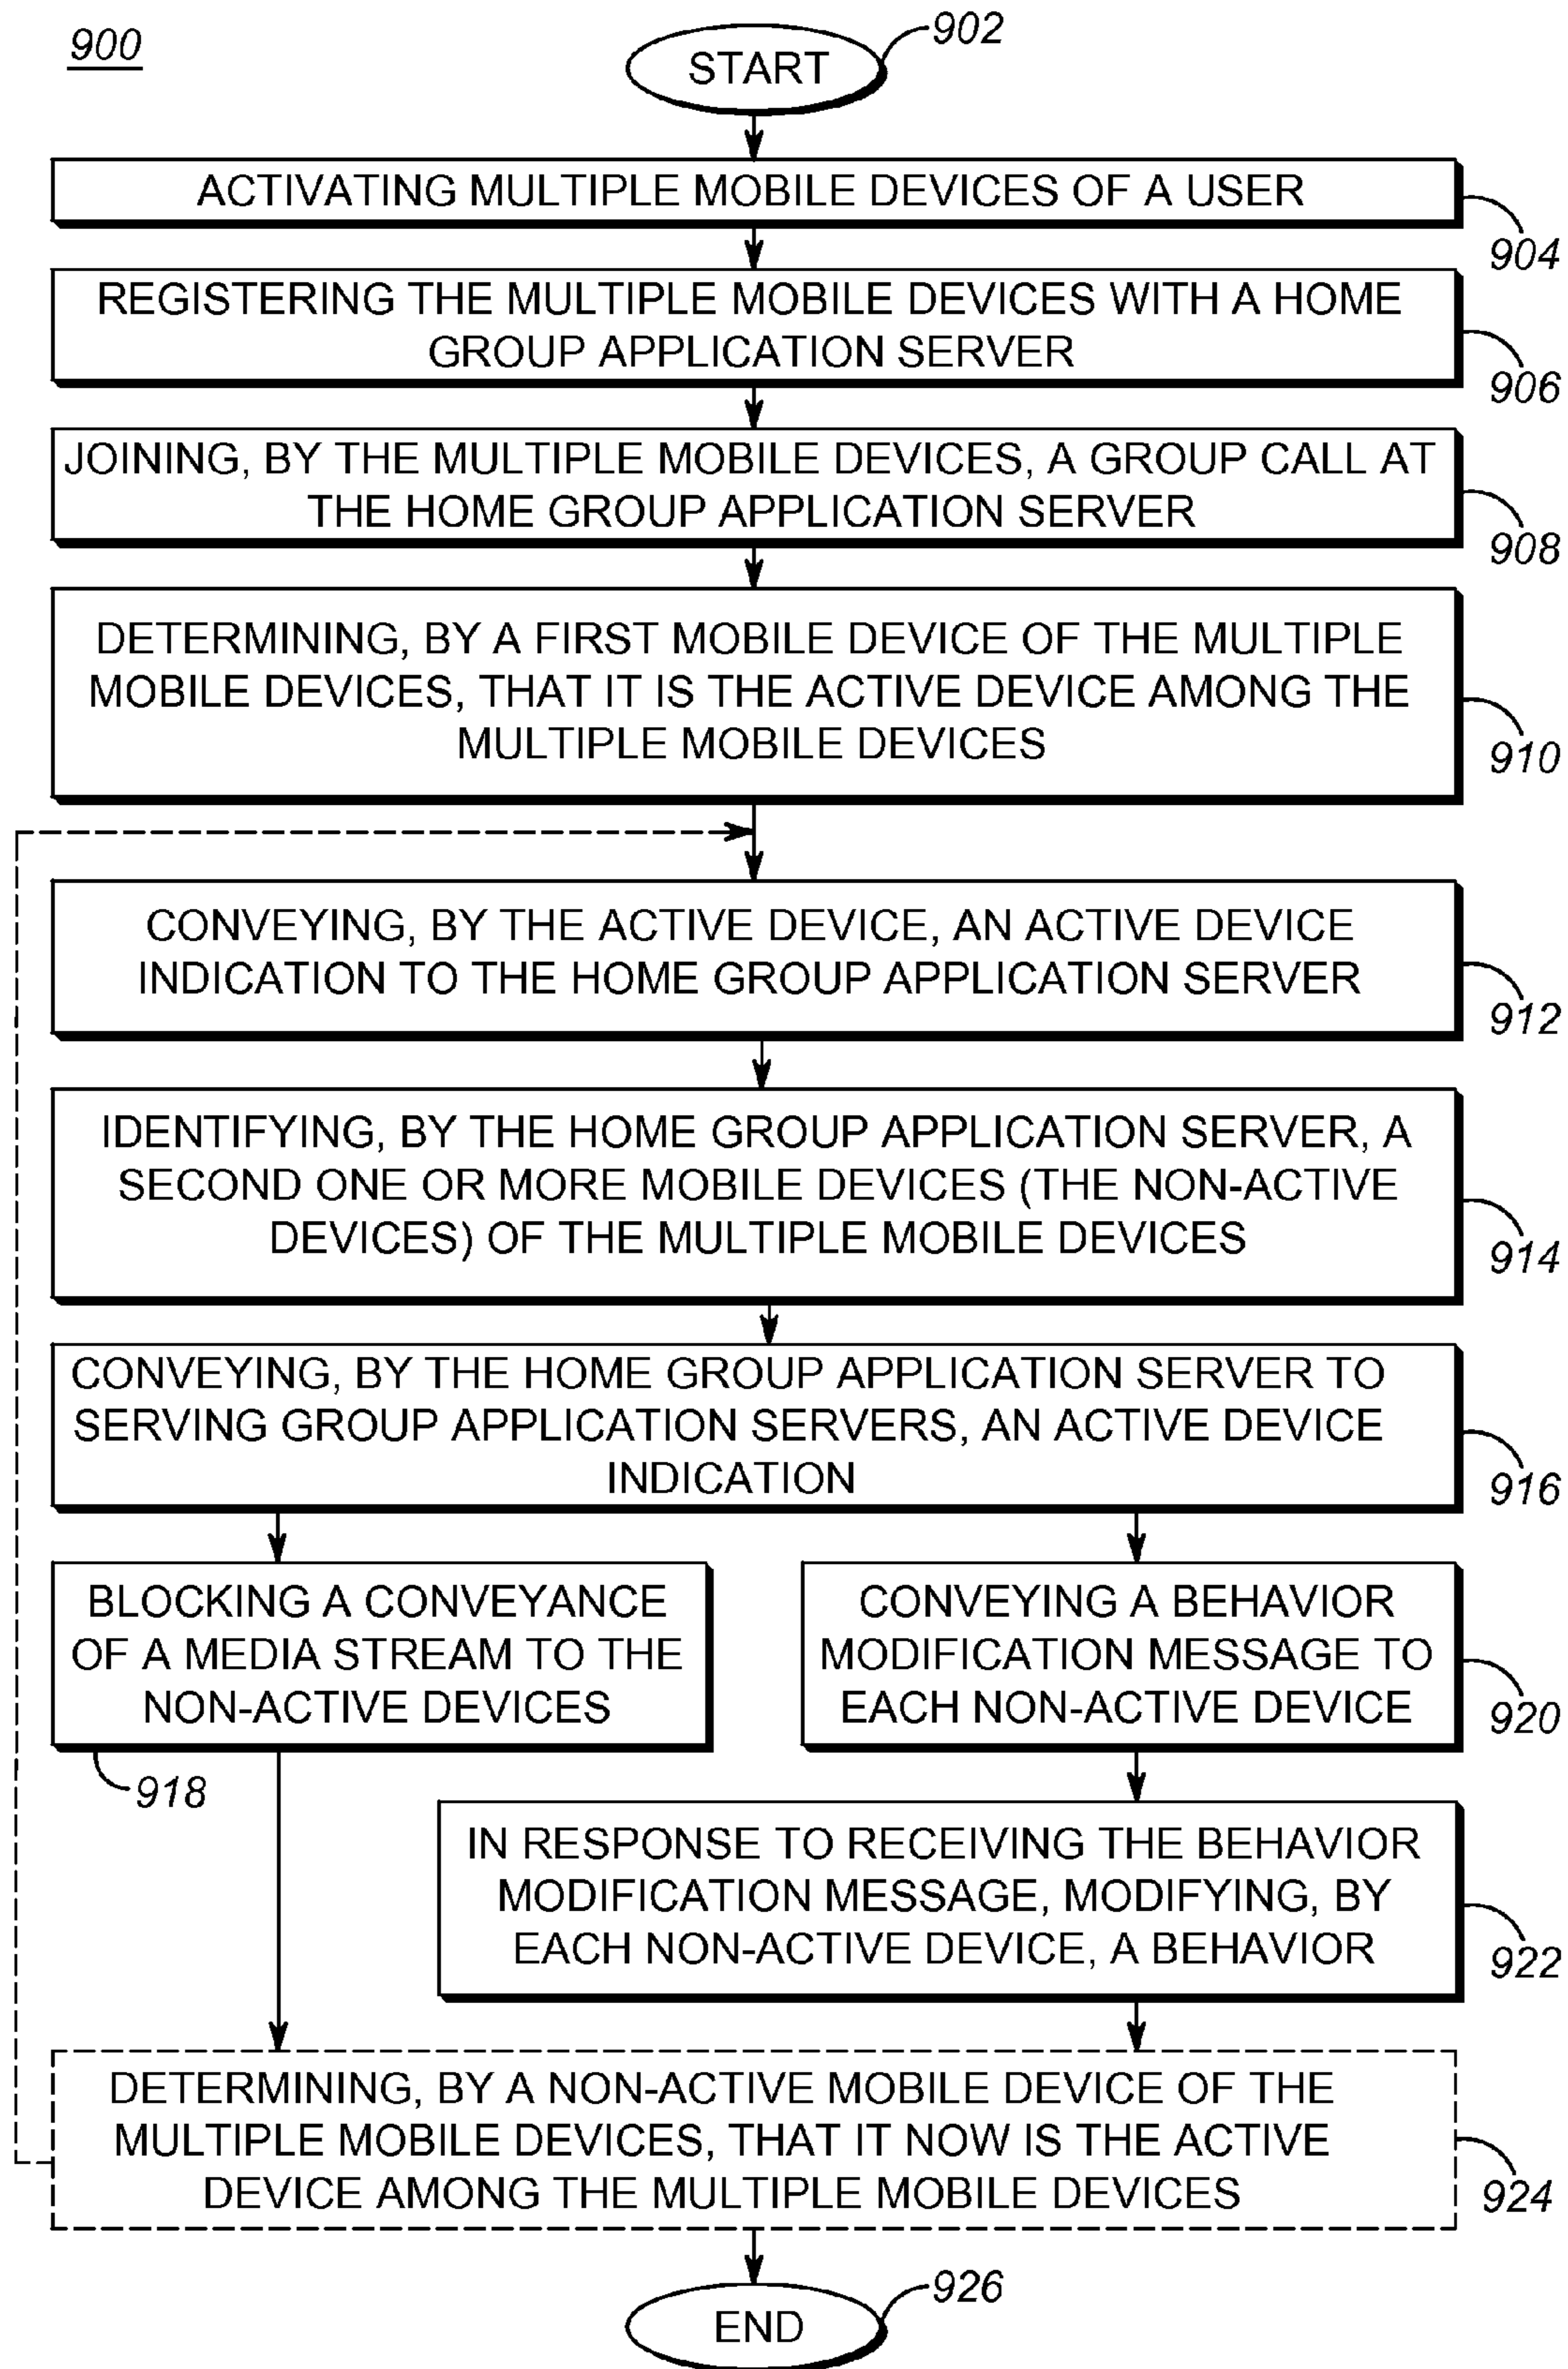 900
902
START
ACTIVATING MULTIPLE MOBILE DEVICES OF A USER
904
REGISTERING THE MULTIPLE MOBILE DEVICES WITH A HOME
GROUP APPLICATION SERVER
906
JOINING, BY THE MULTIPLE MOBILE DEVICES, A GROUP CALL AT
THE HOME GROUP APPLICATION SERVER
908
DETERMINING, BY A FIRST MOBILE DEVICE OF THE MULTIPLE
MOBILE DEVICES, THAT IT IS THE ACTIVE DEVICE AMONG THE
MULTIPLE MOBILE DEVICES
910
CONVEYING, BY THE ACTIVE DEVICE, AN ACTIVE DEVICE
INDICATION TO THE HOME GROUP APPLICATION SERVER
912
IDENTIFYING, BY THE HOME GROUP APPLICATION SERVER, A
SECOND ONE OR MORE MOBILE DEVICES (THE NON-ACTIVE
DEVICES) OF THE MULTIPLE MOBILE DEVICES
914
CONVEYING, BY THE HOME GROUP APPLICATION SERVER TO
SERVING GROUP APPLICATION SERVERS, AN ACTIVE DEVICE
INDICATION
916
BLOCKING A CONVEYANCE
OF A MEDIA STREAM TO THE
NON-ACTIVE DEVICES
918
CONVEYING A BEHAVIOR
MODIFICATION MESSAGE TO
EACH NON-ACTIVE DEVICE
920
IN RESPONSE TO RECEIVING THE BEHAVIOR
MODIFICATION MESSAGE, MODIFYING, BY
EACH NON-ACTIVE DEVICE, A BEHAVIOR
922
DETERMINING, BY A NON-ACTIVE MOBILE DEVICE OF THE
MULTIPLE MOBILE DEVICES, THAT IT NOW IS THE ACTIVE
DEVICE AMONG THE MULTIPLE MOBILE DEVICES
924
926
END